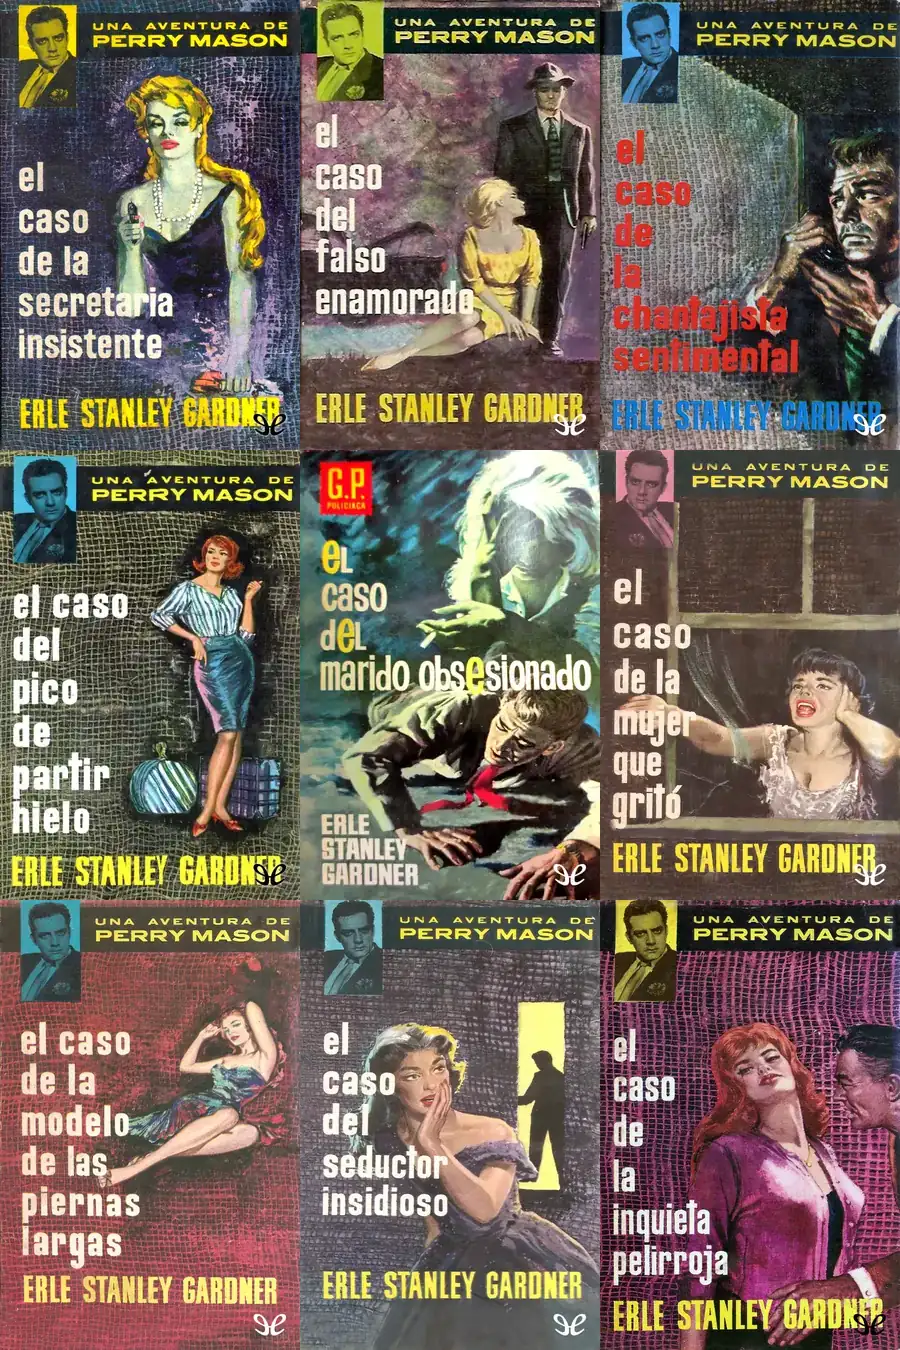 UNA AVENTURA DE
PERRY MASON
el
caso
de la
secretaria
insistente
ERLE STANLEY GARDNER
UNA AVENTURA DE
PERRY MASON
el
caso
del
falso
enamorado
ERLE STANLEY GARDNER
UNA AVENTURA DE
PERRY MASON
el
caso
de
la
chantajista
sentimental
ERLE STANLEY GARDNER
UNA AVENTURA DE
PERRY MASON
el caso
del
pico
de
partir
hielo
ERLE STANLEY GARDNER
G.P.
POLICIACA
eL
caso
deL
marido obsesionado
ERLE
STANLEY
GARDNER
UNA AVENTURA DE
PERRY MASON
el
caso
de la
mujer
que
gritó
ERLE STANLEY GARDNER
UNA AVENTURA DE
PERRY MASON
el caso
de la
modelo
de las
piernas
largas
ERLE STANLEY GARDNER
UNA AVENTURA DE
PERRY MASON
el
caso
del
seductor
insidioso
ERLE STANLEY GARDNER
UNA AVENTURA DE
PERRY MASON
el
caso
de
la
inquieta
pelirroja
ERLE STANLEY GARDNER